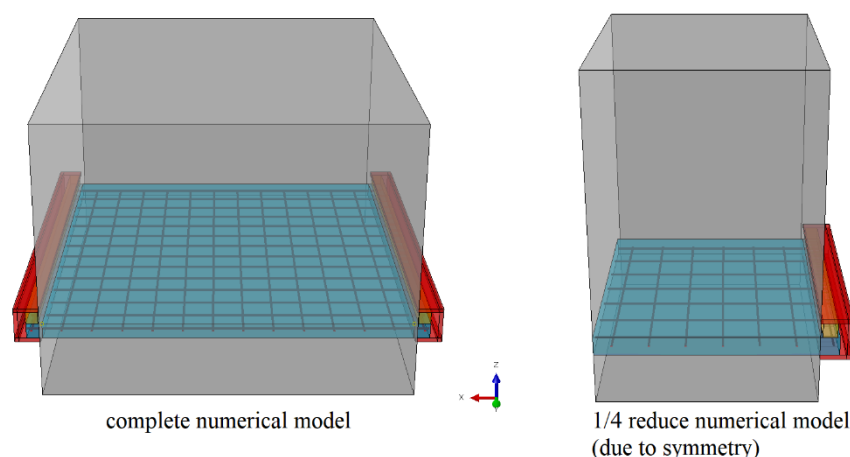 Z
X
Y
complete numerical model
1/4 reduce numerical model
(due to symmetry)